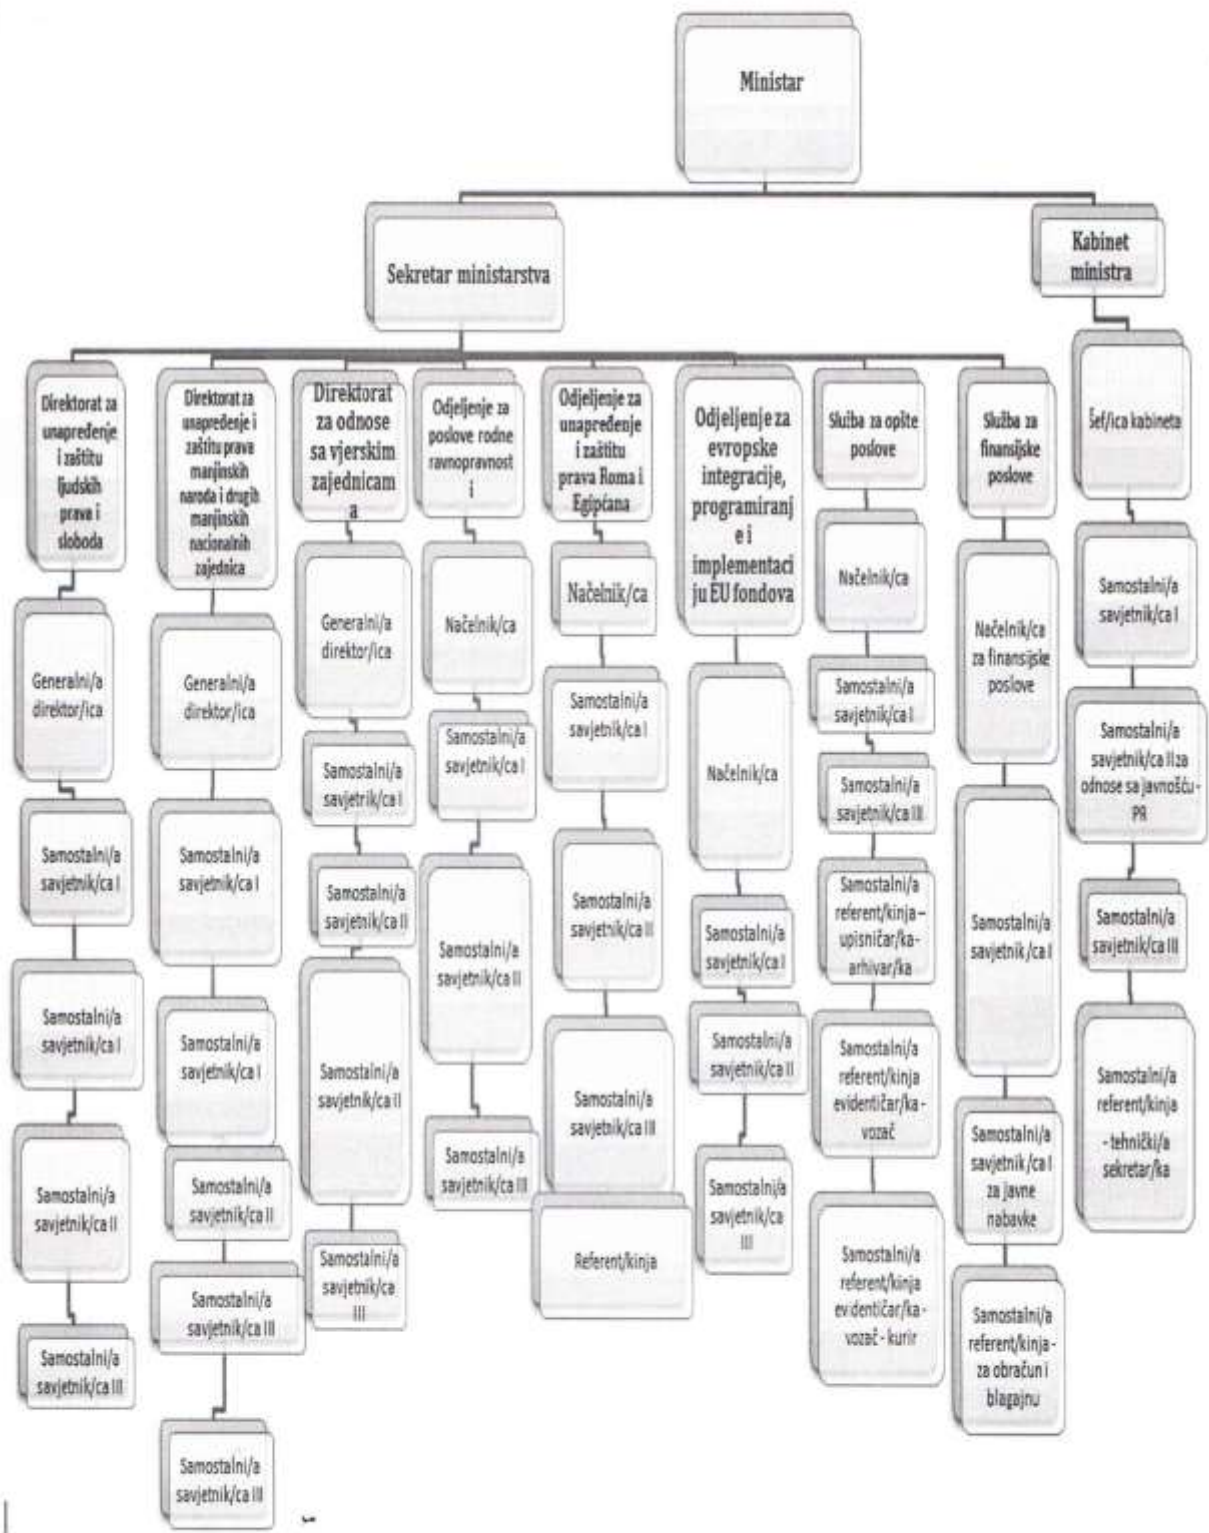 Ministar
Sekretar ministarstva
Kabinet
ministra
Direktorat za
unapređenje
i zaštitu
ljudskih
prava i
sloboda
Generalni/a
direktor/ica
Samostalni/a
savjetnik/ca I
Samostalni/a
savjetnik/ca I
Samostalni/a
savjetnik/ca II
Samostalni/a
savjetnik/ca III
Direktorat za
unapređenje i
zaštitu prava
manjinskih
naroda i drugih
manjinskih
nacionalnih
zajednica
Generalni/a
direktor/ica
Samostalni/a
savjetnik/ca I
Samostalni/a
savjetnik/ca I
Samostalni/a
savjetnik/ca II
Samostalni/a
savjetnik/ca III
Samostalni/a
savjetnik/ca III
Direktorat
za odnose
sa vjerskim
zajednicam
a
Generalni/a
direktor/ica
Samostalni/a
savjetrik/ca I
Samostalni/a
savjetnik/ca II
Samostalni/a
savjetnik/ca II
Samostalni/a
savjetnik/ca
III
Odjeljenje za
poslove rodne
ravnopravnost
i
Načelnik/ca
Samostalni/a
savjetnik/ca I
Samostalni/a
savjetnik/ca II
Samostalni/a
savjetnik/ca III
Odjeljenje za
unapređenje
i zaštitu
prava Roma i
Egipćana
Načelnik/ca
Samostalni/a
savjetnik/ca I
Samostalni/a
savjetnik/ca II
Samostalni/a
savjetnik/ca III
Referent/kinja
Odjeljenje za
evropske
integracije,
programiranj
e i
implementaci
ju EU fondova
Načelnik/ca
Samostalni/a
savjetnik/ca I
Samostalni/a
savjetnik/ca II
Samostalni/a
savjetnik/ca
III
Služba za opšte
poslove
Načelnik/ca
Samostalni/a
savjetnik/ca I
Samostalni/a
savjetnik/ca III
Samostalni/a
referent/kinja –
upisničar/ka-
arhivar/ka
Samostalni/a
referent/kinja
evidentičar/ka -
vozač
Samostalni/a
referent/kinja
evidentičar/ka -
vozač - kurir
Služba za
finansijske
poslove
Načelnik/ca
za finansijske
poslove
Samostalni/a
savjetnik /ca I
Samostalni/a
savjetnik /ca I
za javne
nabavke
Samostalni/a
referent/kinja -
za obračun i
blagajnu
Šef/ica kabineta
Samostalni/a
savjetnik/ca I
Samostalni/a
savjetnik/ca II za
odnose sa javnošću -
PR
Samostalni/a
savjetnik/ca III
Samostalni/a
referent/kinja
- tehnički/a
sekretar/ka